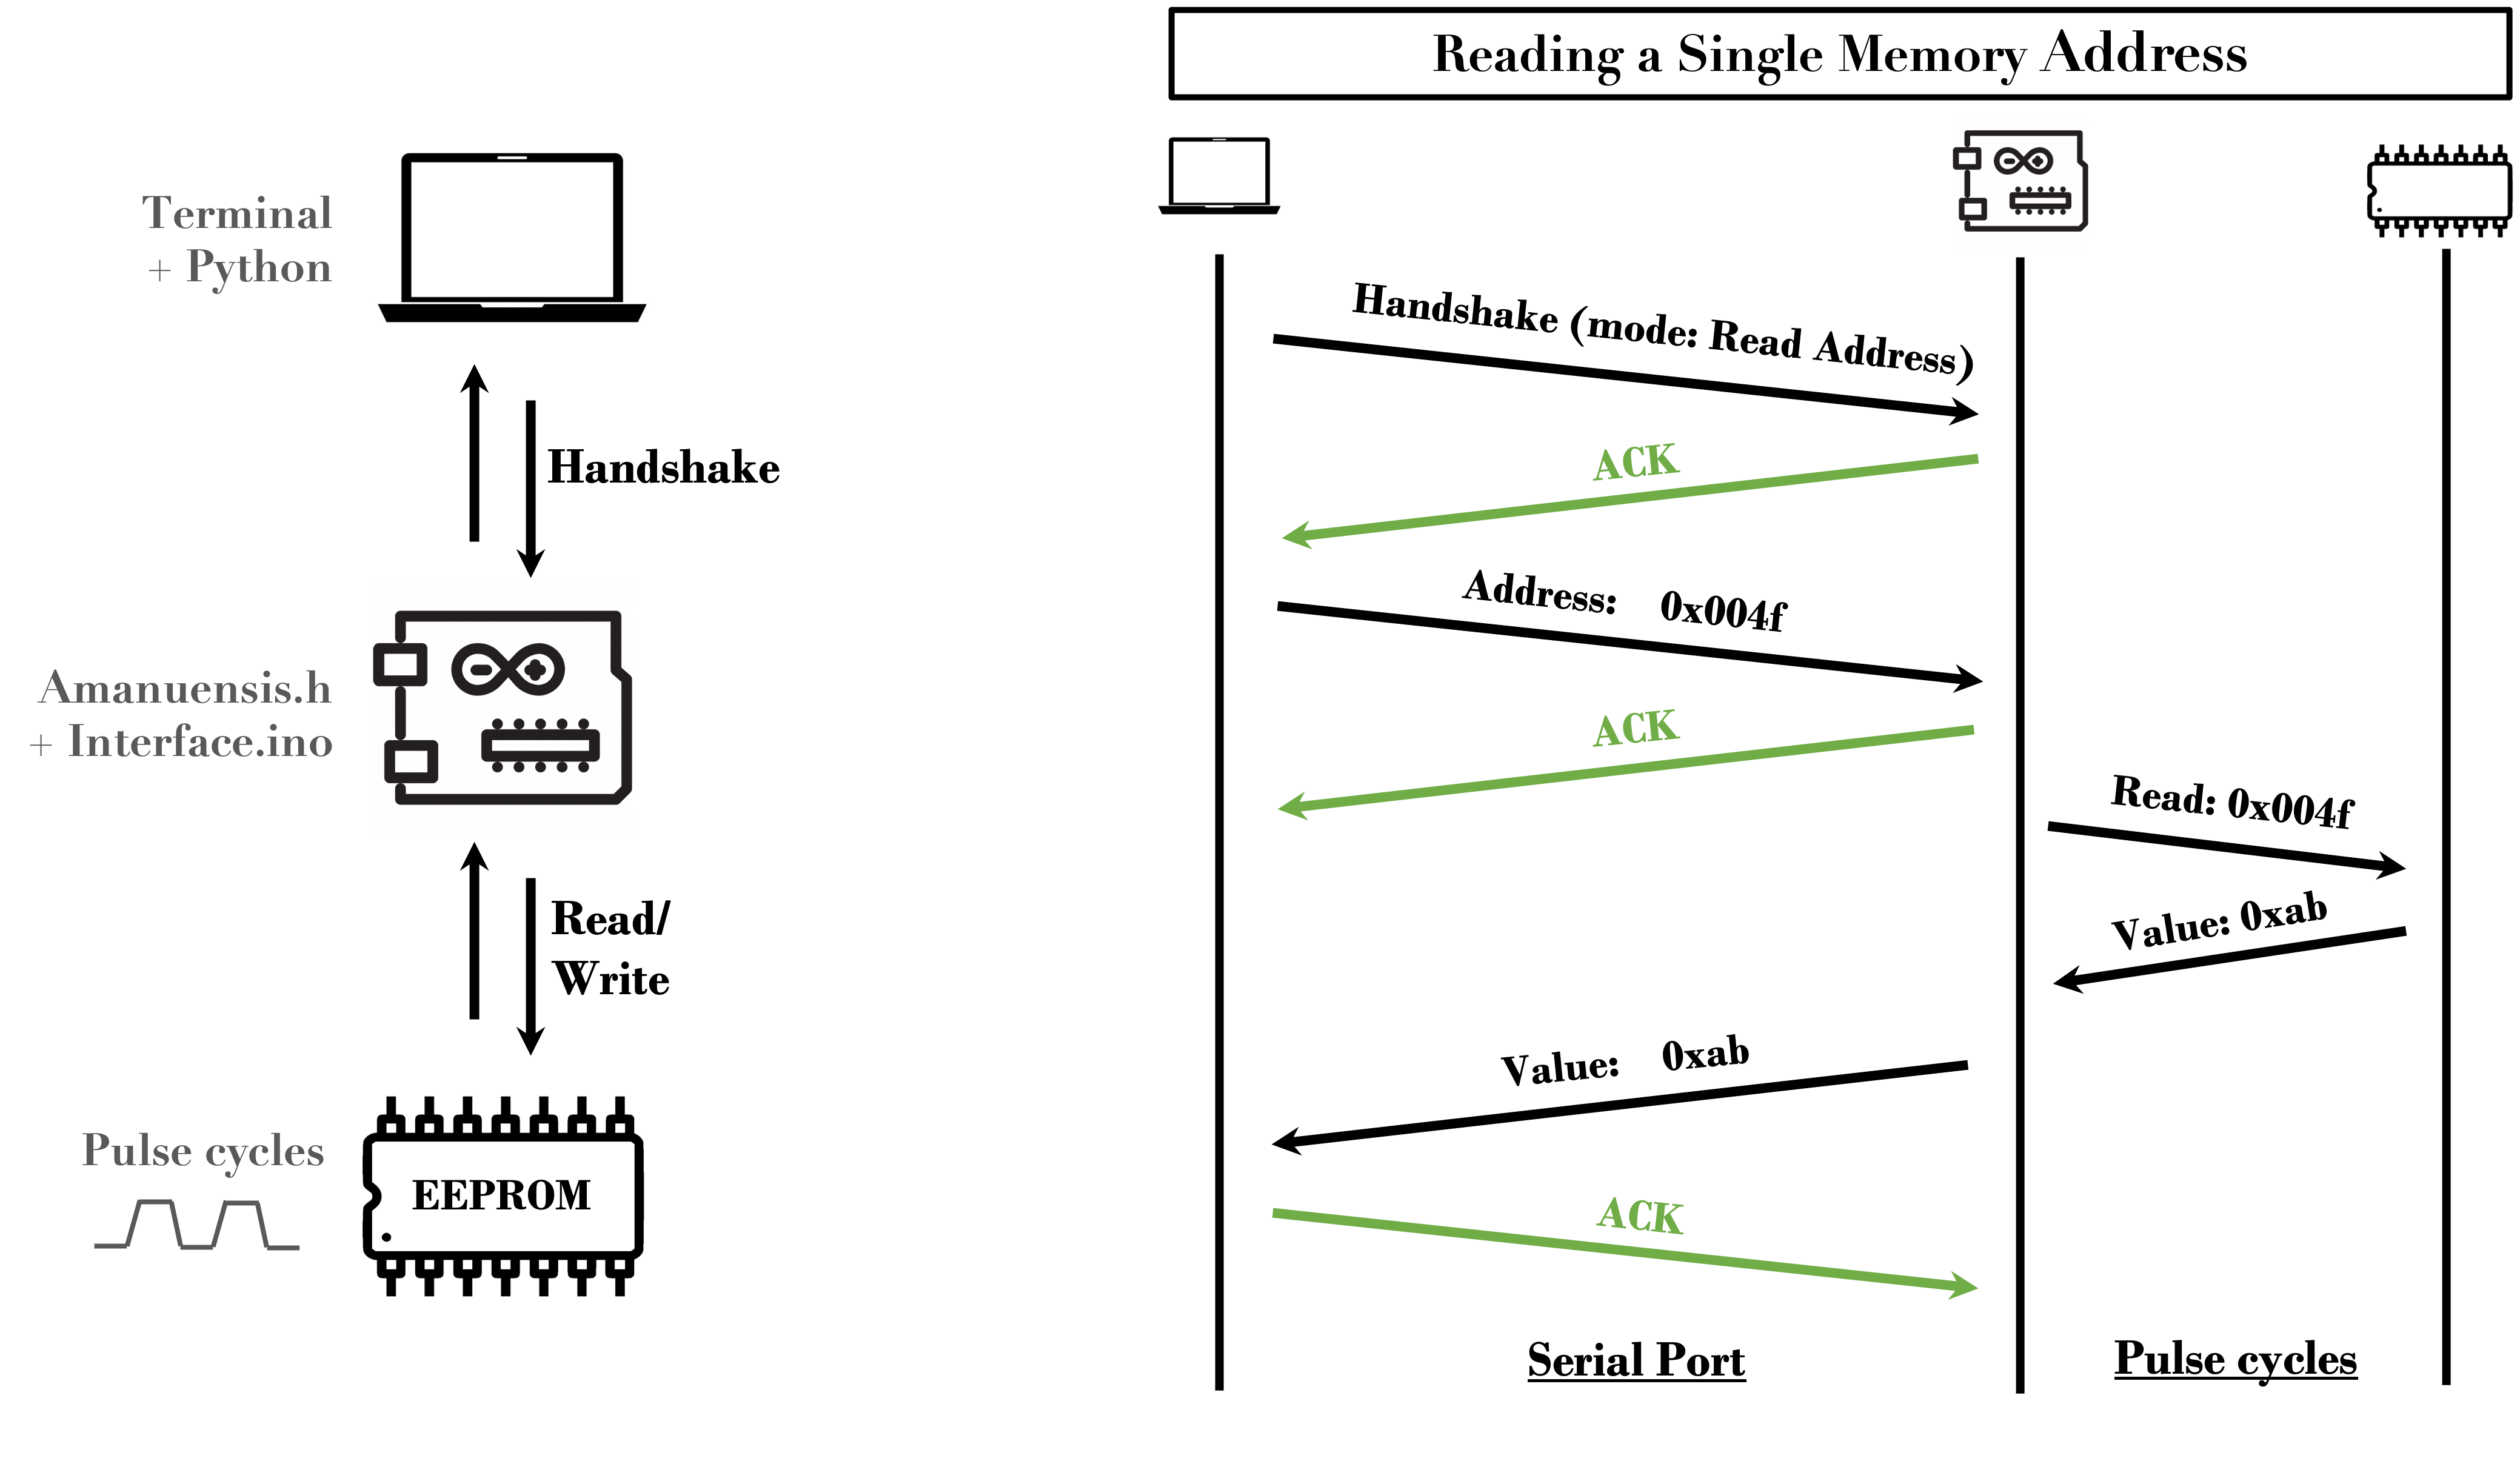 Reading a Single Memory Address
Terminal
+ Python
Handshake
Amanuensis.h
+ Interface.ino
Read/
Write
Pulse cycles
EEPROM
Handshake (mode: Read Address)
ACK
Address: 0x004f
ACK
Read: 0x004f
Value: 0xab
Value: 0xab
ACK
Serial Port
Pulse cycles